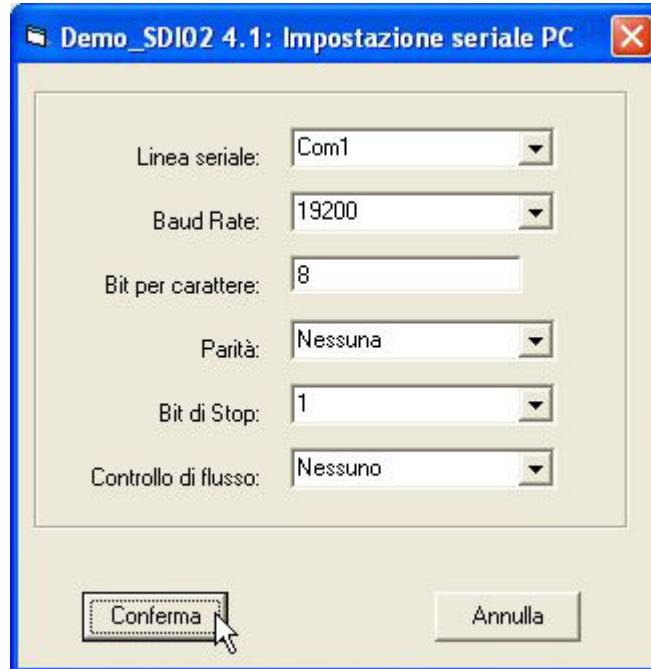 Demo_SDI02 4.1: Impostazione seriale PC
Linea seriale: Com1
Baud Rate: 19200
Bit per carattere: 8
Parità: Nessuna
Bit di Stop: 1
Controllo di flusso: Nessuno
Conferma Annulla